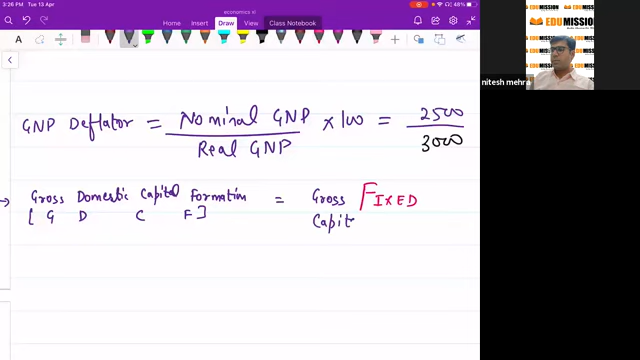 3:26 PM Tue 13 Apr
48%
Home Insert Draw View Class Notebook
economics xi
EDUMISSION
nitesh mehra
GNP Deflator = Nominal GNP × 100 = 2500
Real GNP 3000
→ Gross Domestic Capital Formation = Gross FIXED
[ G D C F ] Capit